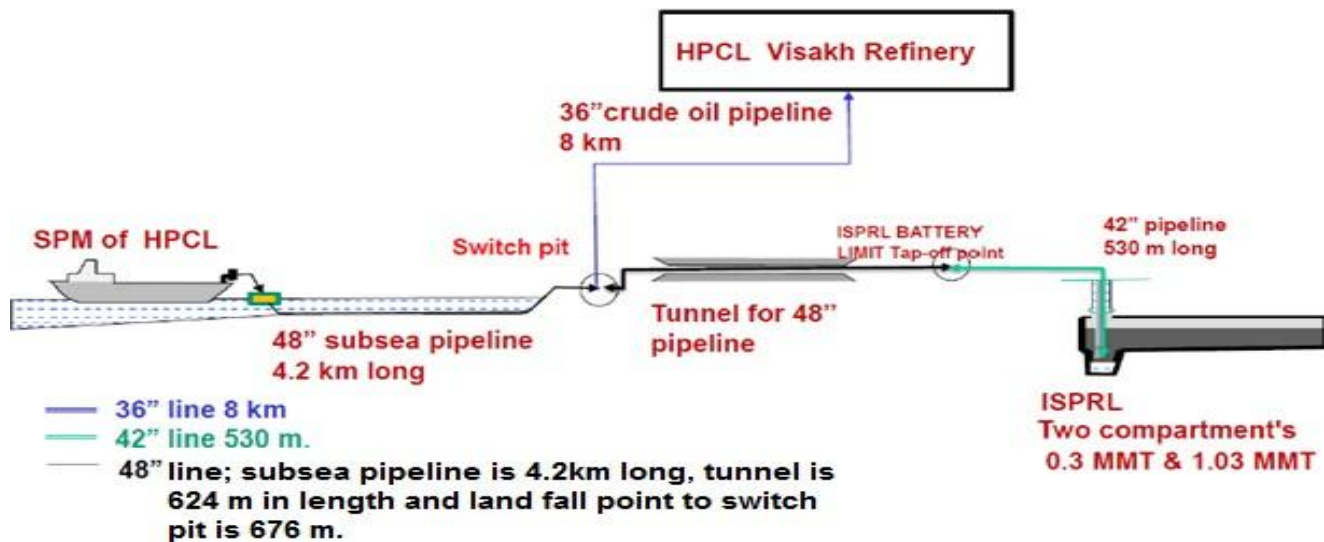 HPCL Visakh Refinery
36”crude oil pipeline
8 km
SPM of HPCL
Switch pit
ISPRL BATTERY
LIMIT Tap-off point
42” pipeline
530 m long
48” subsea pipeline
4.2 km long
Tunnel for 48”
pipeline
ISPRL
Two compartment's
0.3 MMT & 1.03 MMT
36” line 8 km
42” line 530 m.
48” line; subsea pipeline is 4.2km long, tunnel is
624 m in length and land fall point to switch
pit is 676 m.